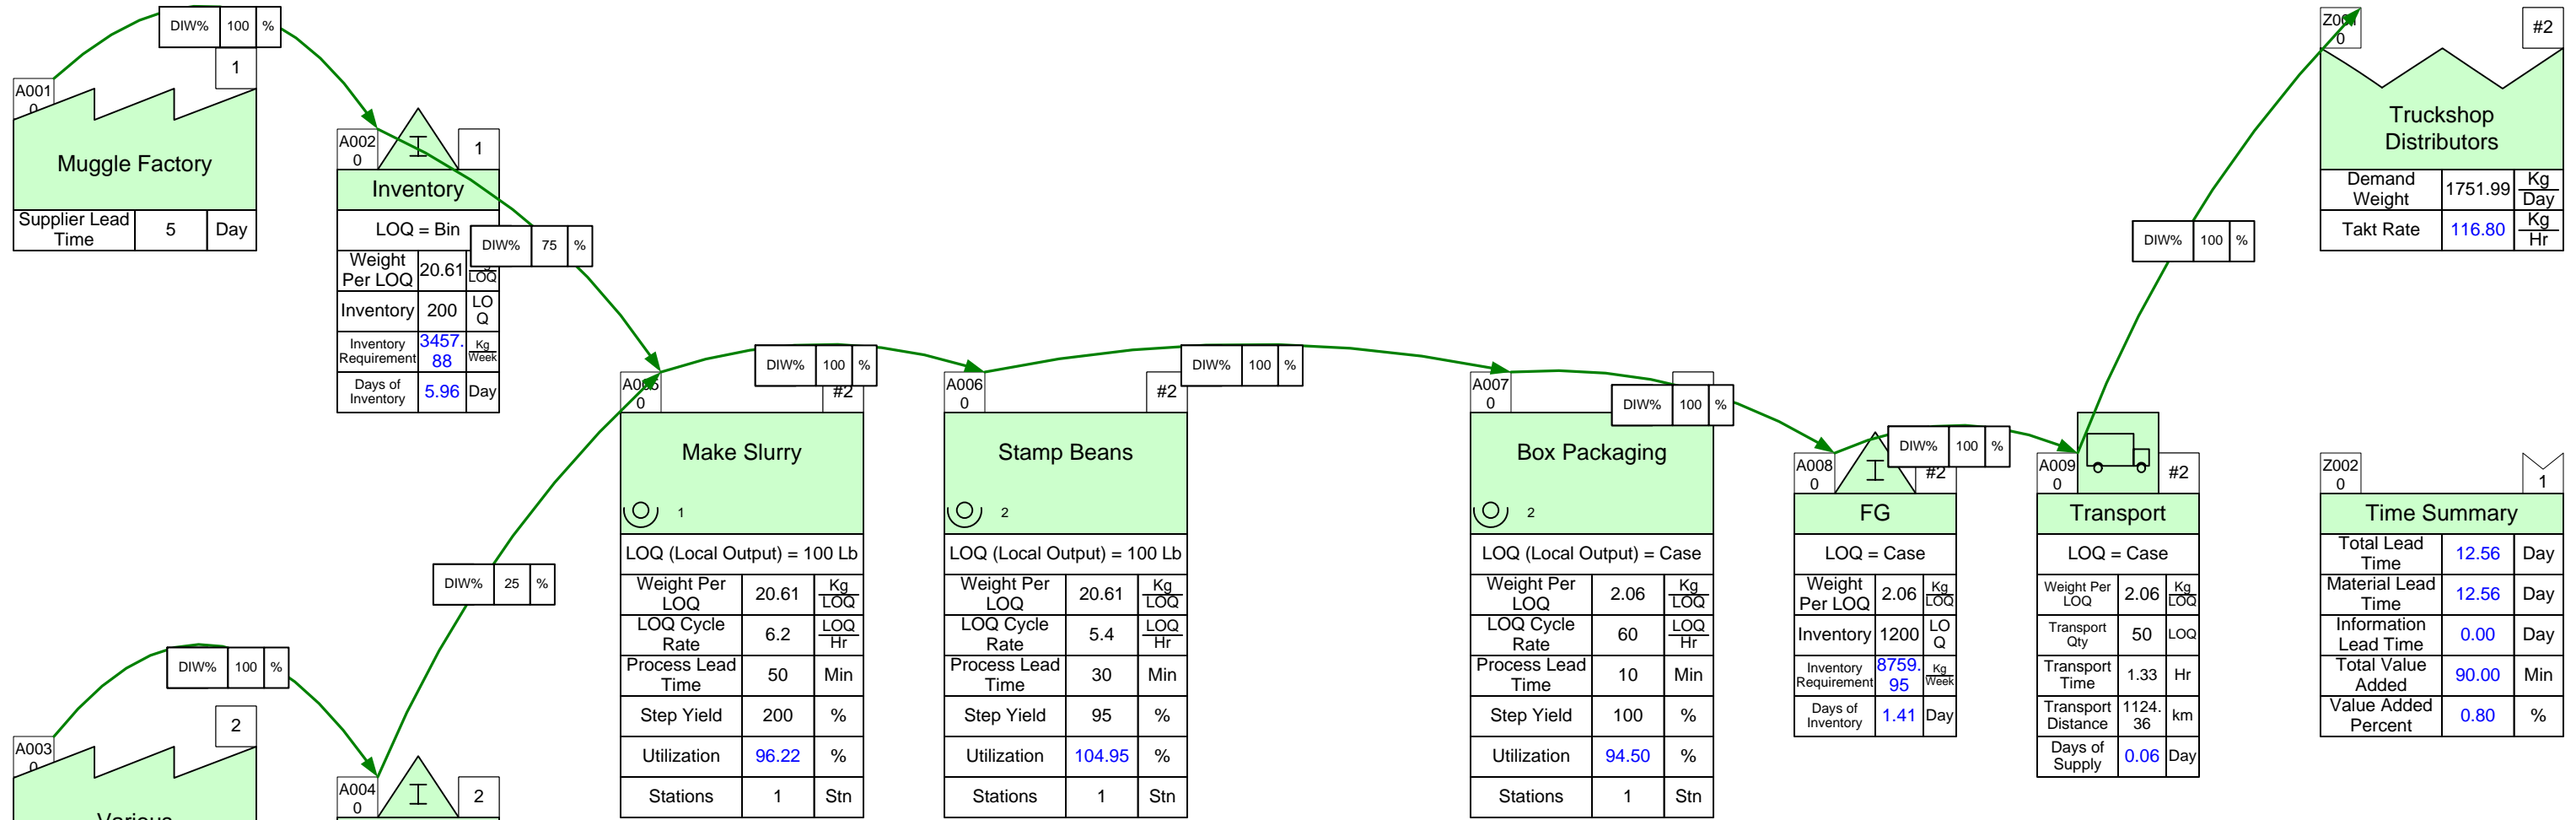 DIW% 100 %
A001
0
1
Muggle Factory
Supplier Lead
Time
5
Day
A002
0
I
1
Inventory
LOQ = Bin
Weight
Per LOQ
20.61
LOQ
Inventory
200
LO
Q
Inventory
Requirement
3457.
88
Kg
Week
Days of
Inventory
5.96
Day
DIW% 75 %
DIW% 100 %
A003
0
2
Various
A004
0
I
2
DIW% 25 %
A005
0
#2
Make Slurry
1
LOQ (Local Output) = 100 Lb
Weight Per
LOQ
20.61
Kg
LOQ
LOQ Cycle
Rate
6.2
LOQ
Hr
Process Lead
Time
50
Min
Step Yield
200
%
Utilization
96.22
%
Stations
1
Stn
DIW% 100 %
A006
0
#2
Stamp Beans
2
LOQ (Local Output) = 100 Lb
Weight Per
LOQ
20.61
Kg
LOQ
LOQ Cycle
Rate
5.4
LOQ
Hr
Process Lead
Time
30
Min
Step Yield
95
%
Utilization
104.95
%
Stations
1
Stn
DIW% 100 %
A007
0
Box Packaging
2
LOQ (Local Output) = Case
Weight Per
LOQ
2.06
Kg
LOQ
LOQ Cycle
Rate
60
LOQ
Hr
Process Lead
Time
10
Min
Step Yield
100
%
Utilization
94.50
%
Stations
1
Stn
DIW% 100 %
A008
0
I
#2
FG
LOQ = Case
Weight
Per LOQ
2.06
Kg
LOQ
Inventory
1200
LO
Q
Inventory
Requirement
8759.
95
Kg
Week
Days of
Inventory
1.41
Day
DIW% 100 %
A009
0
#2
Transport
LOQ = Case
Weight Per
LOQ
2.06
Kg
LOQ
Transport
Qty
50
LOQ
Transport
Time
1.33
Hr
Transport
Distance
1124.
36
km
Days of
Supply
0.06
Day
DIW% 100 %
Z001
0
#2
Truckshop
Distributors
Demand
Weight
1751.99
Kg
Day
Takt Rate
116.80
Kg
Hr
Z002
0
1
Time Summary
Total Lead
Time
12.56
Day
Material Lead
Time
12.56
Day
Information
Lead Time
0.00
Day
Total Value
Added
90.00
Min
Value Added
Percent
0.80
%